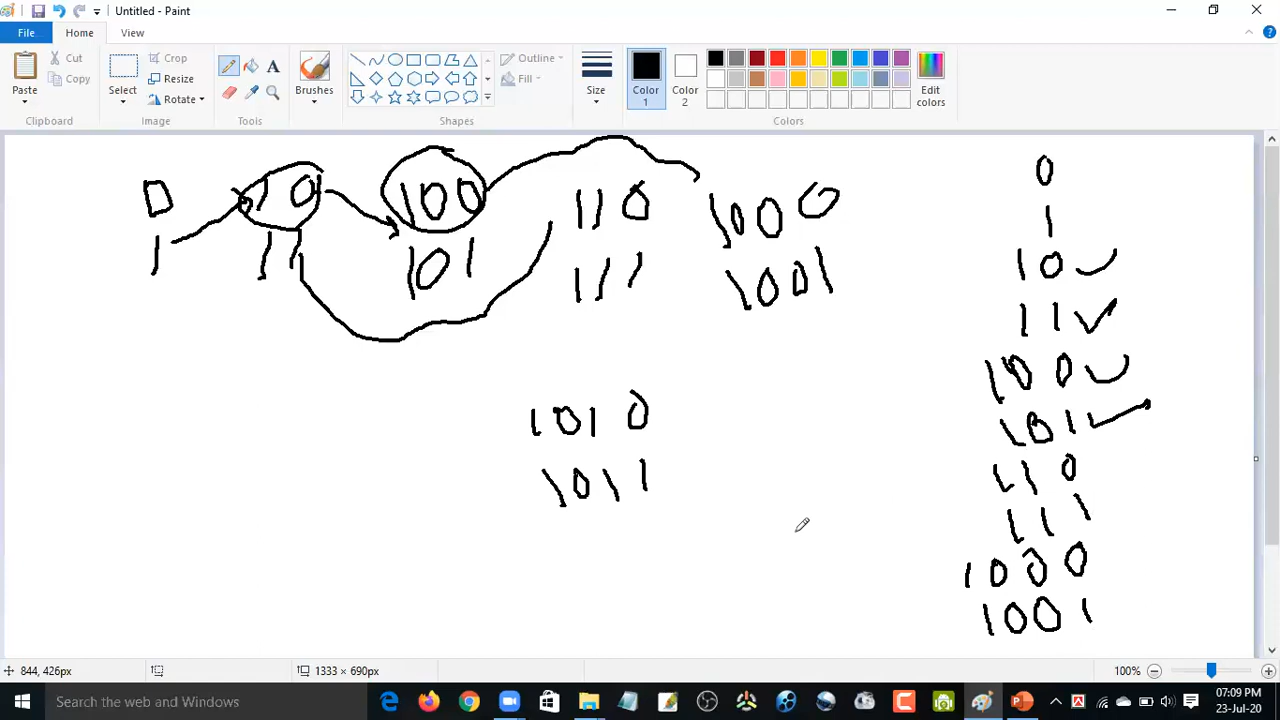 Untitled - Paint
File
Home
View
Paste
Cut
Copy
Clipboard
Select
Crop
Resize
Rotate
Image
A
Tools
Brushes
Shapes
Outline
Fill
Size
Color 1
Color 2
Edit colors
Colors
0 10 100 110 1000
1 11 101 111 1001
1010
1011
0
1
10
11
100
101
110
111
1000
1001
844, 426px
1333 × 690px
100%
Search the web and Windows
07:09 PM
23-Jul-20